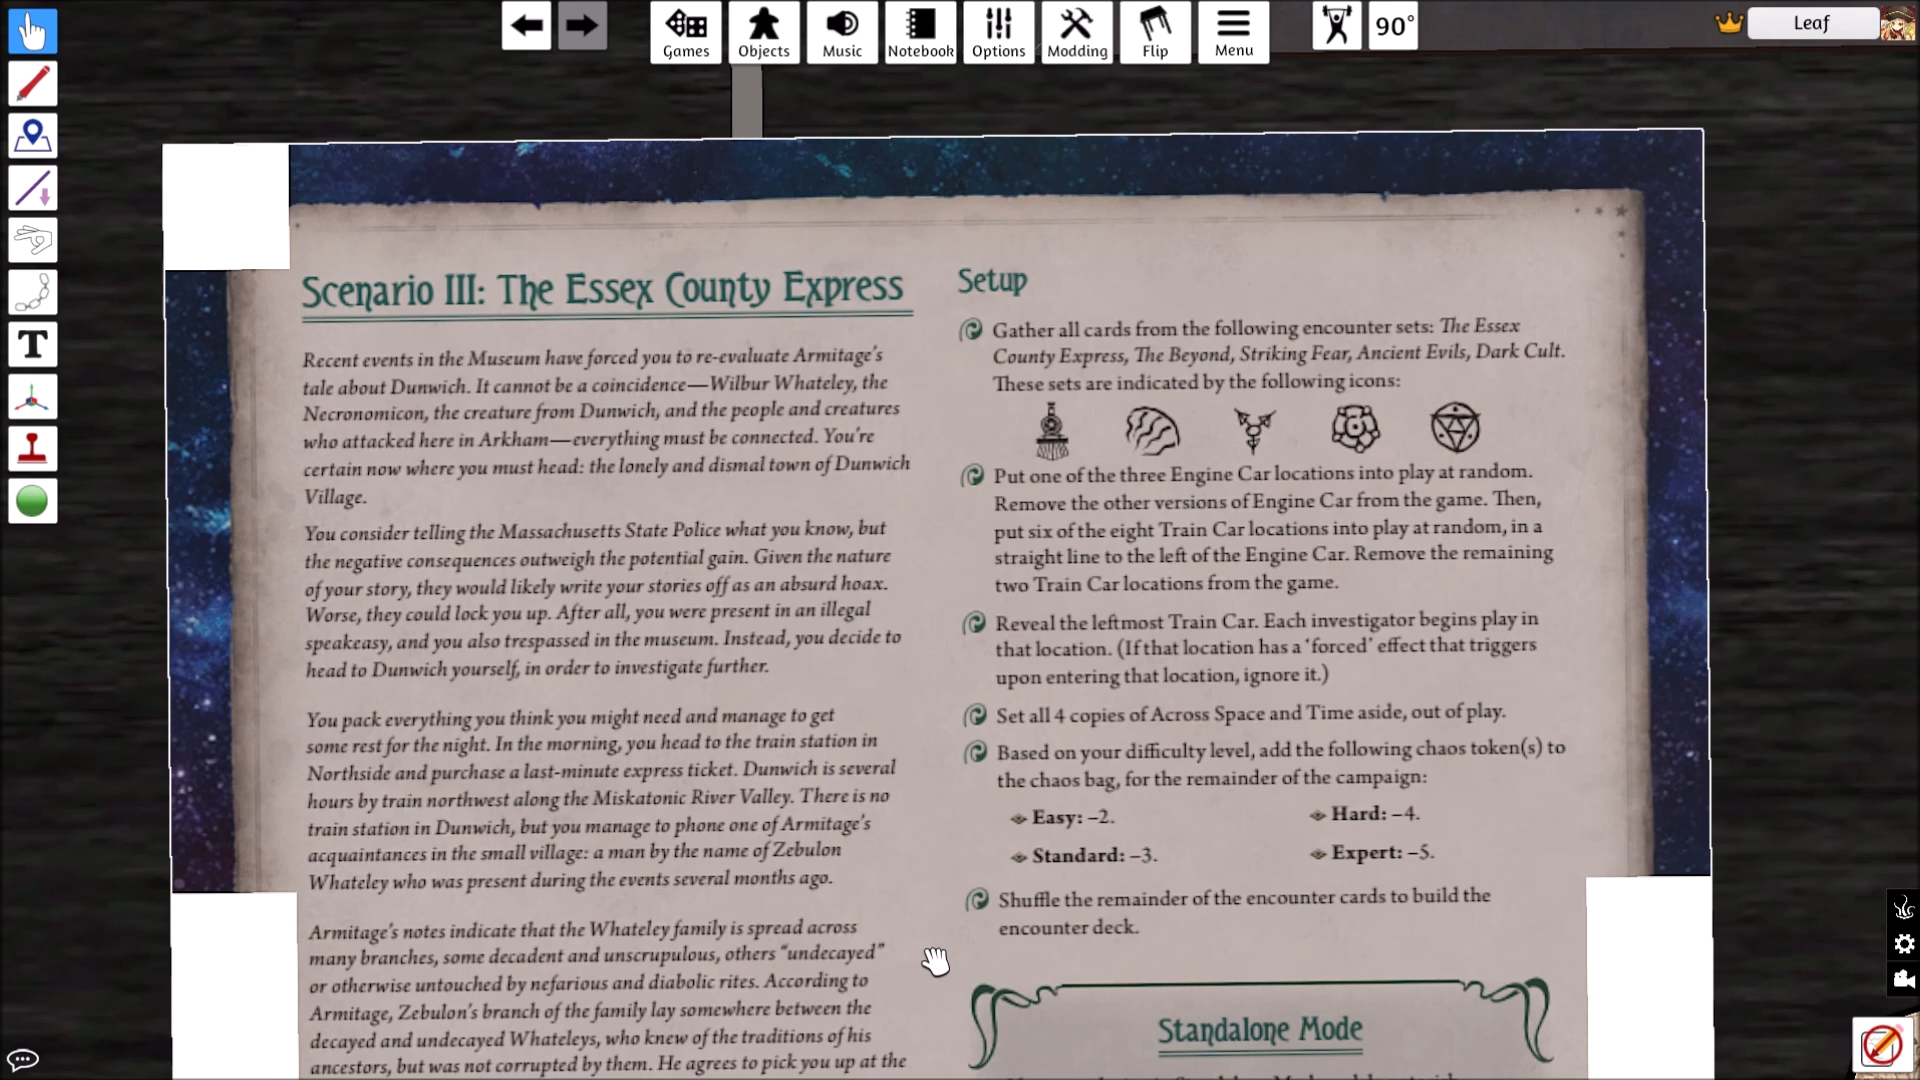 Games
Objects
Music
Notebook
Options
Modding
Flip
Menu
90°
Leaf
T
Scenario III: The Essex County Express
Recent events in the Museum have forced you to re-evaluate Armitage's
tale about Dunwich. It cannot be a coincidence—Wilbur Whateley, the
Necronomicon, the creature from Dunwich, and the people and creatures
who attacked here in Arkham—everything must be connected. You're
certain now where you must head: the lonely and dismal town of Dunwich
Village.
You consider telling the Massachusetts State Police what you know, but
the negative consequences outweigh the potential gain. Given the nature
of your story, they would likely write your stories off as an absurd hoax.
Worse, they could lock you up. After all, you were present in an illegal
speakeasy, and you also trespassed in the museum. Instead, you decide to
head to Dunwich yourself, in order to investigate further.
You pack everything you think you might need and manage to get
some rest for the night. In the morning, you head to the train station in
Northside and purchase a last-minute express ticket. Dunwich is several
hours by train northwest along the Miskatonic River Valley. There is no
train station in Dunwich, but you manage to phone one of Armitage's
acquaintances in the small village: a man by the name of Zebulon
Whateley who was present during the events several months ago.
Armitage's notes indicate that the Whateley family is spread across
many branches, some decadent and unscrupulous, others "undecayed"
or otherwise untouched by nefarious and diabolic rites. According to
Armitage, Zebulon's branch of the family lay somewhere between the
decayed and undecayed Whateleys, who knew of the traditions of his
ancestors, but was not corrupted by them. He agrees to pick you up at the
Setup
Gather all cards from the following encounter sets: The Essex
County Express, The Beyond, Striking Fear, Ancient Evils, Dark Cult.
These sets are indicated by the following icons:
Put one of the three Engine Car locations into play at random.
Remove the other versions of Engine Car from the game. Then,
put six of the eight Train Car locations into play at random, in a
straight line to the left of the Engine Car. Remove the remaining
two Train Car locations from the game.
Reveal the leftmost Train Car. Each investigator begins play in
that location. (If that location has a 'forced' effect that triggers
upon entering that location, ignore it.)
Set all 4 copies of Across Space and Time aside, out of play.
Based on your difficulty level, add the following chaos token(s) to
the chaos bag, for the remainder of the campaign:
Easy: –2.
Hard: –4.
Standard: –3.
Expert: –5.
Shuffle the remainder of the encounter cards to build the
encounter deck.
Standalone Mode